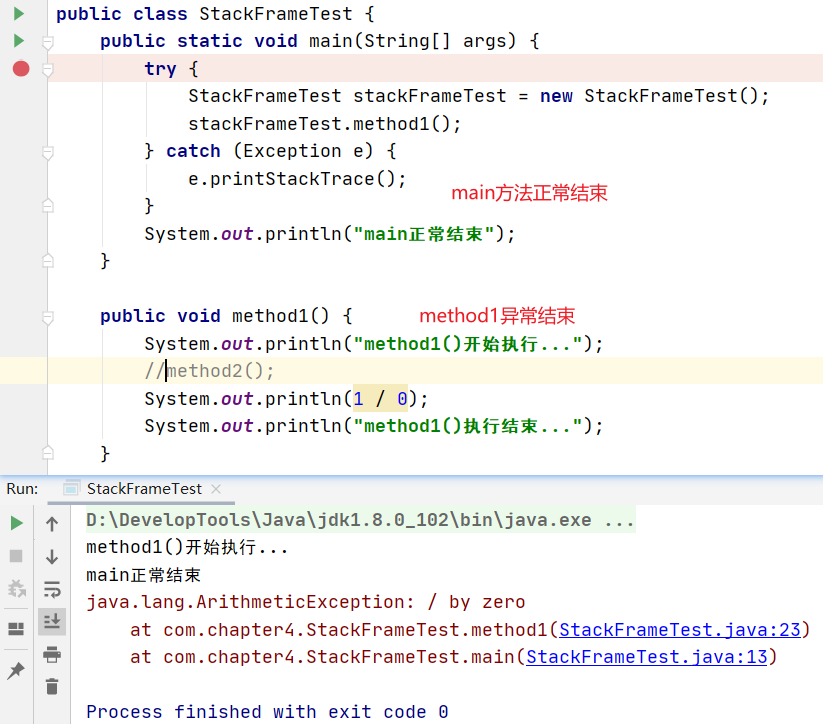 public class StackFrameTest {
public static void main(String[] args) {
try {
StackFrameTest stackFrameTest = new StackFrameTest();
stackFrameTest.method1();
} catch (Exception e) {
e.printStackTrace();
main方法正常结束
}
System.out.println("main正常结束");
}
public void method1() {
method1异常结束
System.out.println("method1()开始执行...");
//method2();
System.out.println(1 / 0);
System.out.println("method1()执行结束...");
}
Run: StackFrameTest
D:\DevelopTools\Java\jdk1.8.0_102\bin\java.exe ...
method1()开始执行...
main正常结束
java.lang.ArithmeticException: / by zero
at com.chapter4.StackFrameTest.method1(StackFrameTest.java:23)
at com.chapter4.StackFrameTest.main(StackFrameTest.java:13)
Process finished with exit code 0